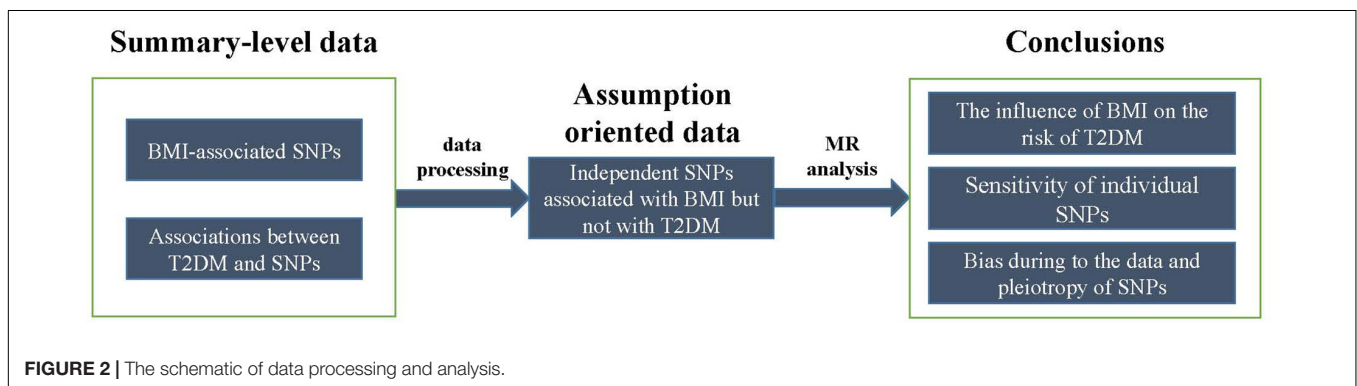 Summary-level data
BMI-associated SNPs
Associations between
T2DM and SNPs
data
processing
Assumption
oriented data
Independent SNPs
associated with BMI but
not with T2DM
MR
analysis
Conclusions
The influence of BMI on the
risk of T2DM
Sensitivity of individual
SNPs
Bias during to the data and
pleiotropy of SNPs
FIGURE 2 | The schematic of data processing and analysis.